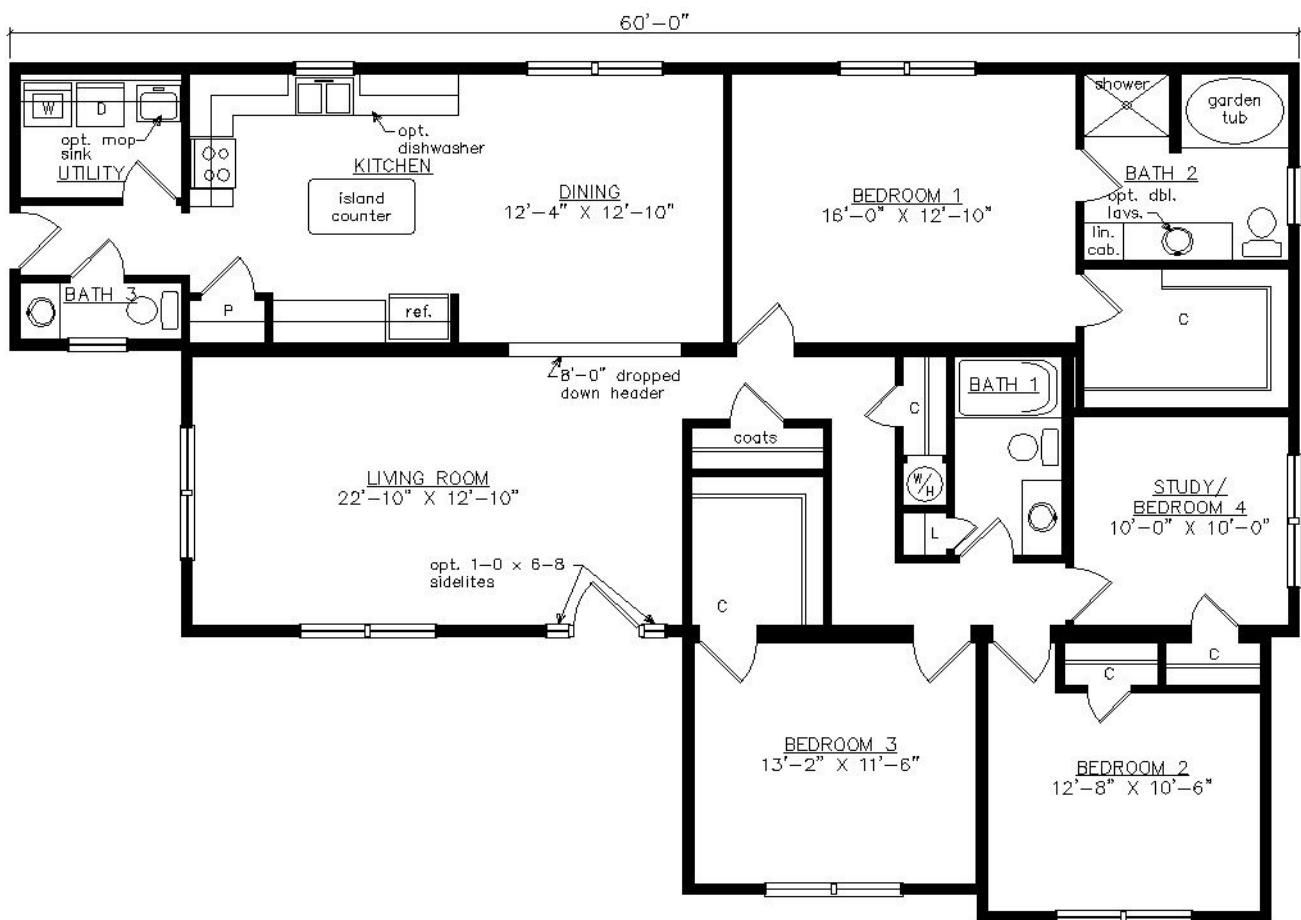 60'-0"
W
D
opt. mop
sink
UTILITY
opt.
dishwasher
KITCHEN
island
counter
DINING
12'-4" X 12'-10"
BEDROOM 1
16'-0" X 12'-10"
shower
garden
tub
BATH 2
opt. dbl.
lavs.
lin.
cab.
BATH 3
P
ref.
C
8'-0" dropped
down header
BATH 1
C
coats
LIVING ROOM
22'-10" X 12'-10"
W/H
STUDY/
BEDROOM 4
10'-0" X 10'-0"
L
opt. 1-0 x 6-8
sidelites
C
C
C
BEDROOM 3
13'-2" X 11'-6"
BEDROOM 2
12'-8" X 10'-6"